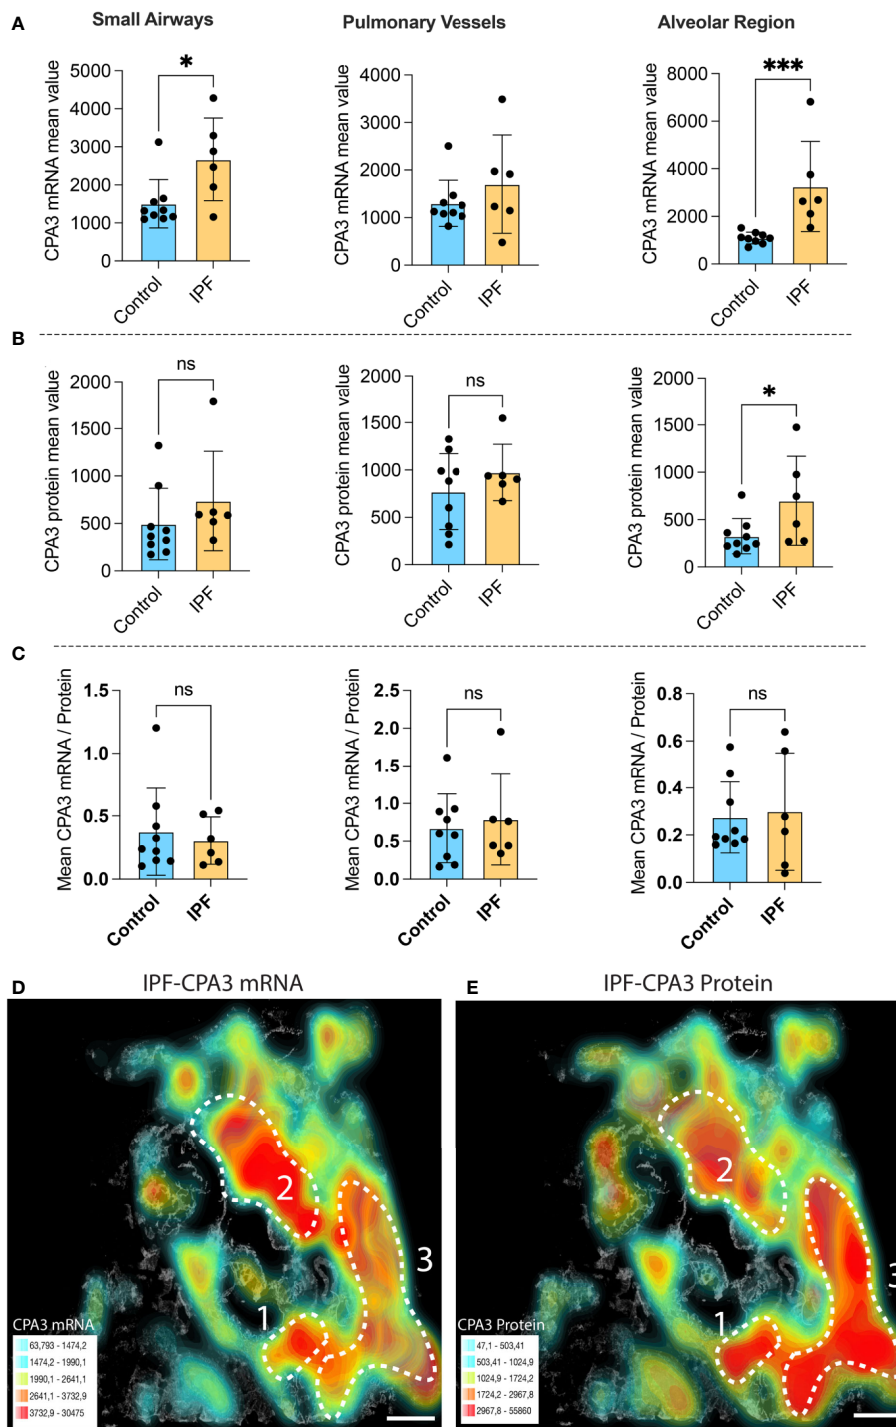 A
Small Airways
Pulmonary Vessels
Alveolar Region
CPA3 mRNA mean value
5000
4000
3000
2000
1000
0
*
Control
IPF
CPA3 mRNA mean value
4000
3000
2000
1000
0
Control
IPF
CPA3 mRNA mean value
8000
6000
4000
2000
0
***
Control
IPF
B
CPA3 protein mean value
2000
1500
1000
500
0
ns
Control
IPF
CPA3 protein mean value
2000
1500
1000
500
0
ns
Control
IPF
CPA3 protein mean value
2000
1500
1000
500
0
*
Control
IPF
C
Mean CPA3 mRNA / Protein
1.5
1.0
0.5
0.0
ns
Control
IPF
Mean CPA3 mRNA / Protein
2.5
2.0
1.5
1.0
0.5
0.0
ns
Control
IPF
Mean CPA3 mRNA / Protein
0.8
0.6
0.4
0.2
0.0
ns
Control
IPF
D
IPF-CPA3 mRNA
2
3
1
CPA3 mRNA
63,793 - 1474,2
1474,2 - 1990,1
1990,1 - 2641,1
2641,1 - 3732,9
3732,9 - 30475
E
IPF-CPA3 Protein
2
3
1
CPA3 Protein
47,1 - 503,41
503,41 - 1024,9
1024,9 - 1724,2
1724,2 - 2967,8
2967,8 - 55860